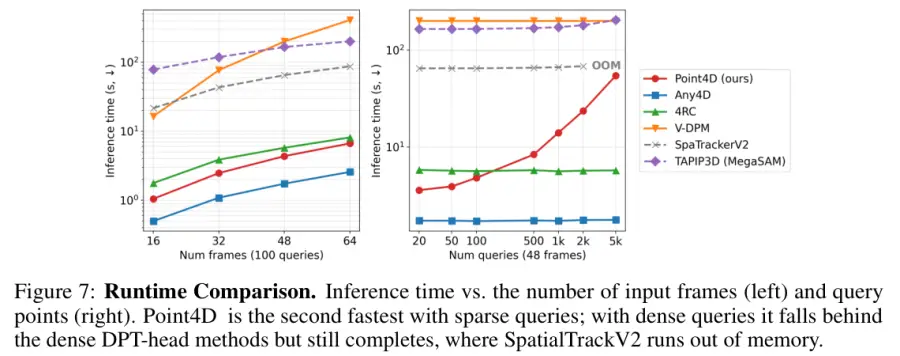 Inference time (s, ↓)
10²
10¹
10⁰
16 32 48 64
Num frames (100 queries)
Inference time (s, ↓)
10²
10¹
OOM
20 50 100 500 1k 2k 5k
Num queries (48 frames)
Point4D (ours)
Any4D
4RC
V-DPM
SpaTrackerV2
TAPIP3D (MegaSAM)
Figure 7: Runtime Comparison. Inference time vs. the number of input frames (left) and query
points (right). Point4D is the second fastest with sparse queries; with dense queries it falls behind
the dense DPT-head methods but still completes, where SpatialTrackV2 runs out of memory.